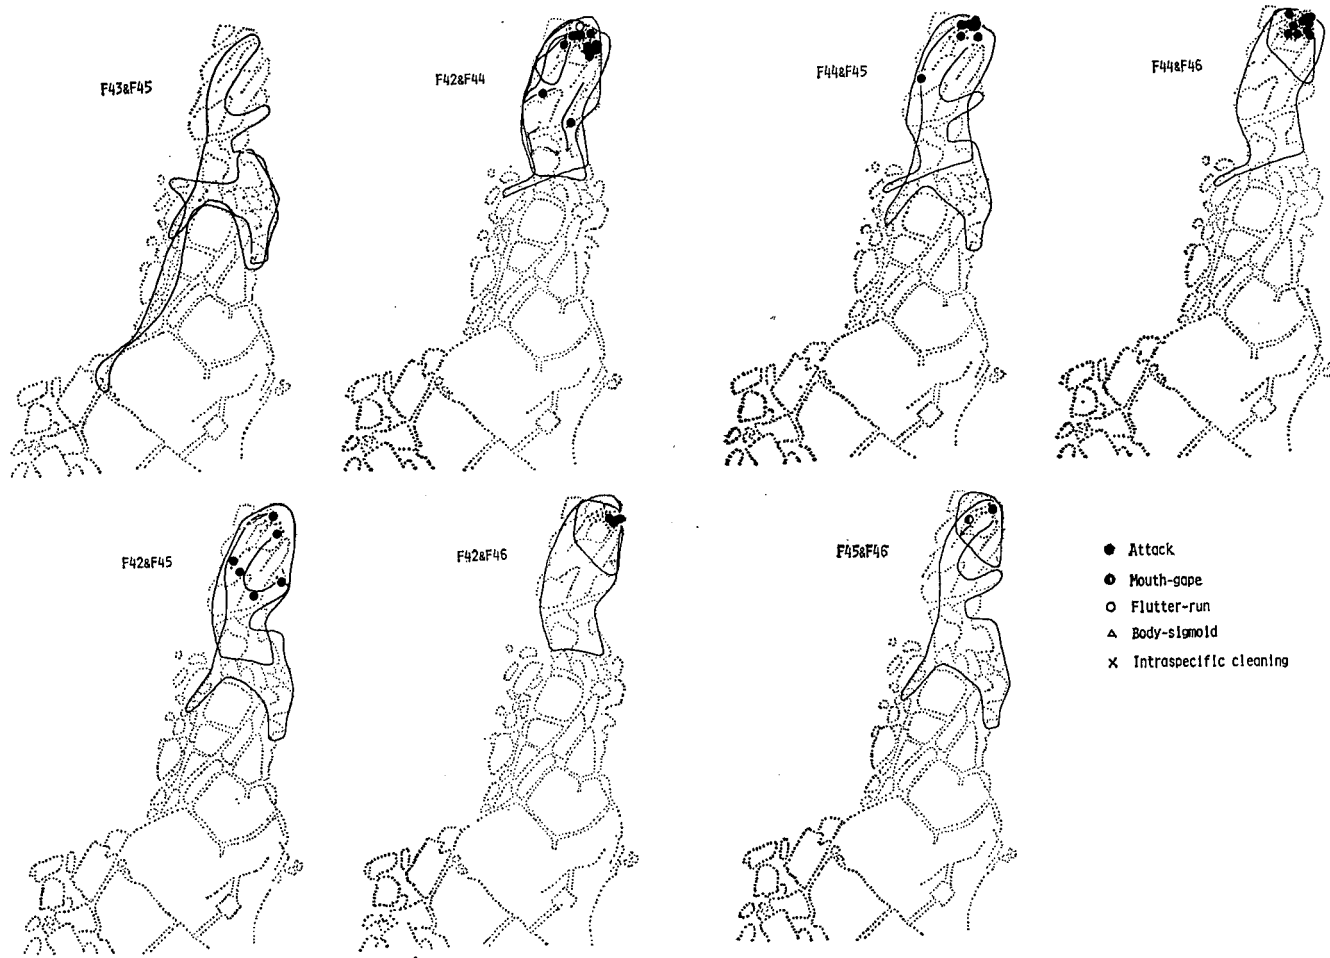 F43&F45
F42&F44
F44&F45
F44&F46
F42&F45
F42&F46
F45&F46
Attack
Mouth-gape
Flutter-run
Body-sigmoid
Intraspecific cleaning